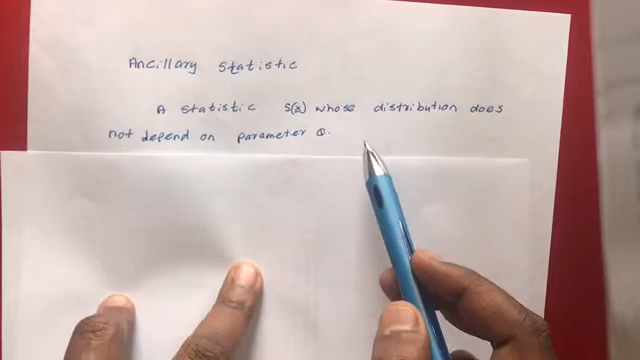 Ancillary Statistic
A statistic S(x) whose distribution does
not depend on parameter θ.